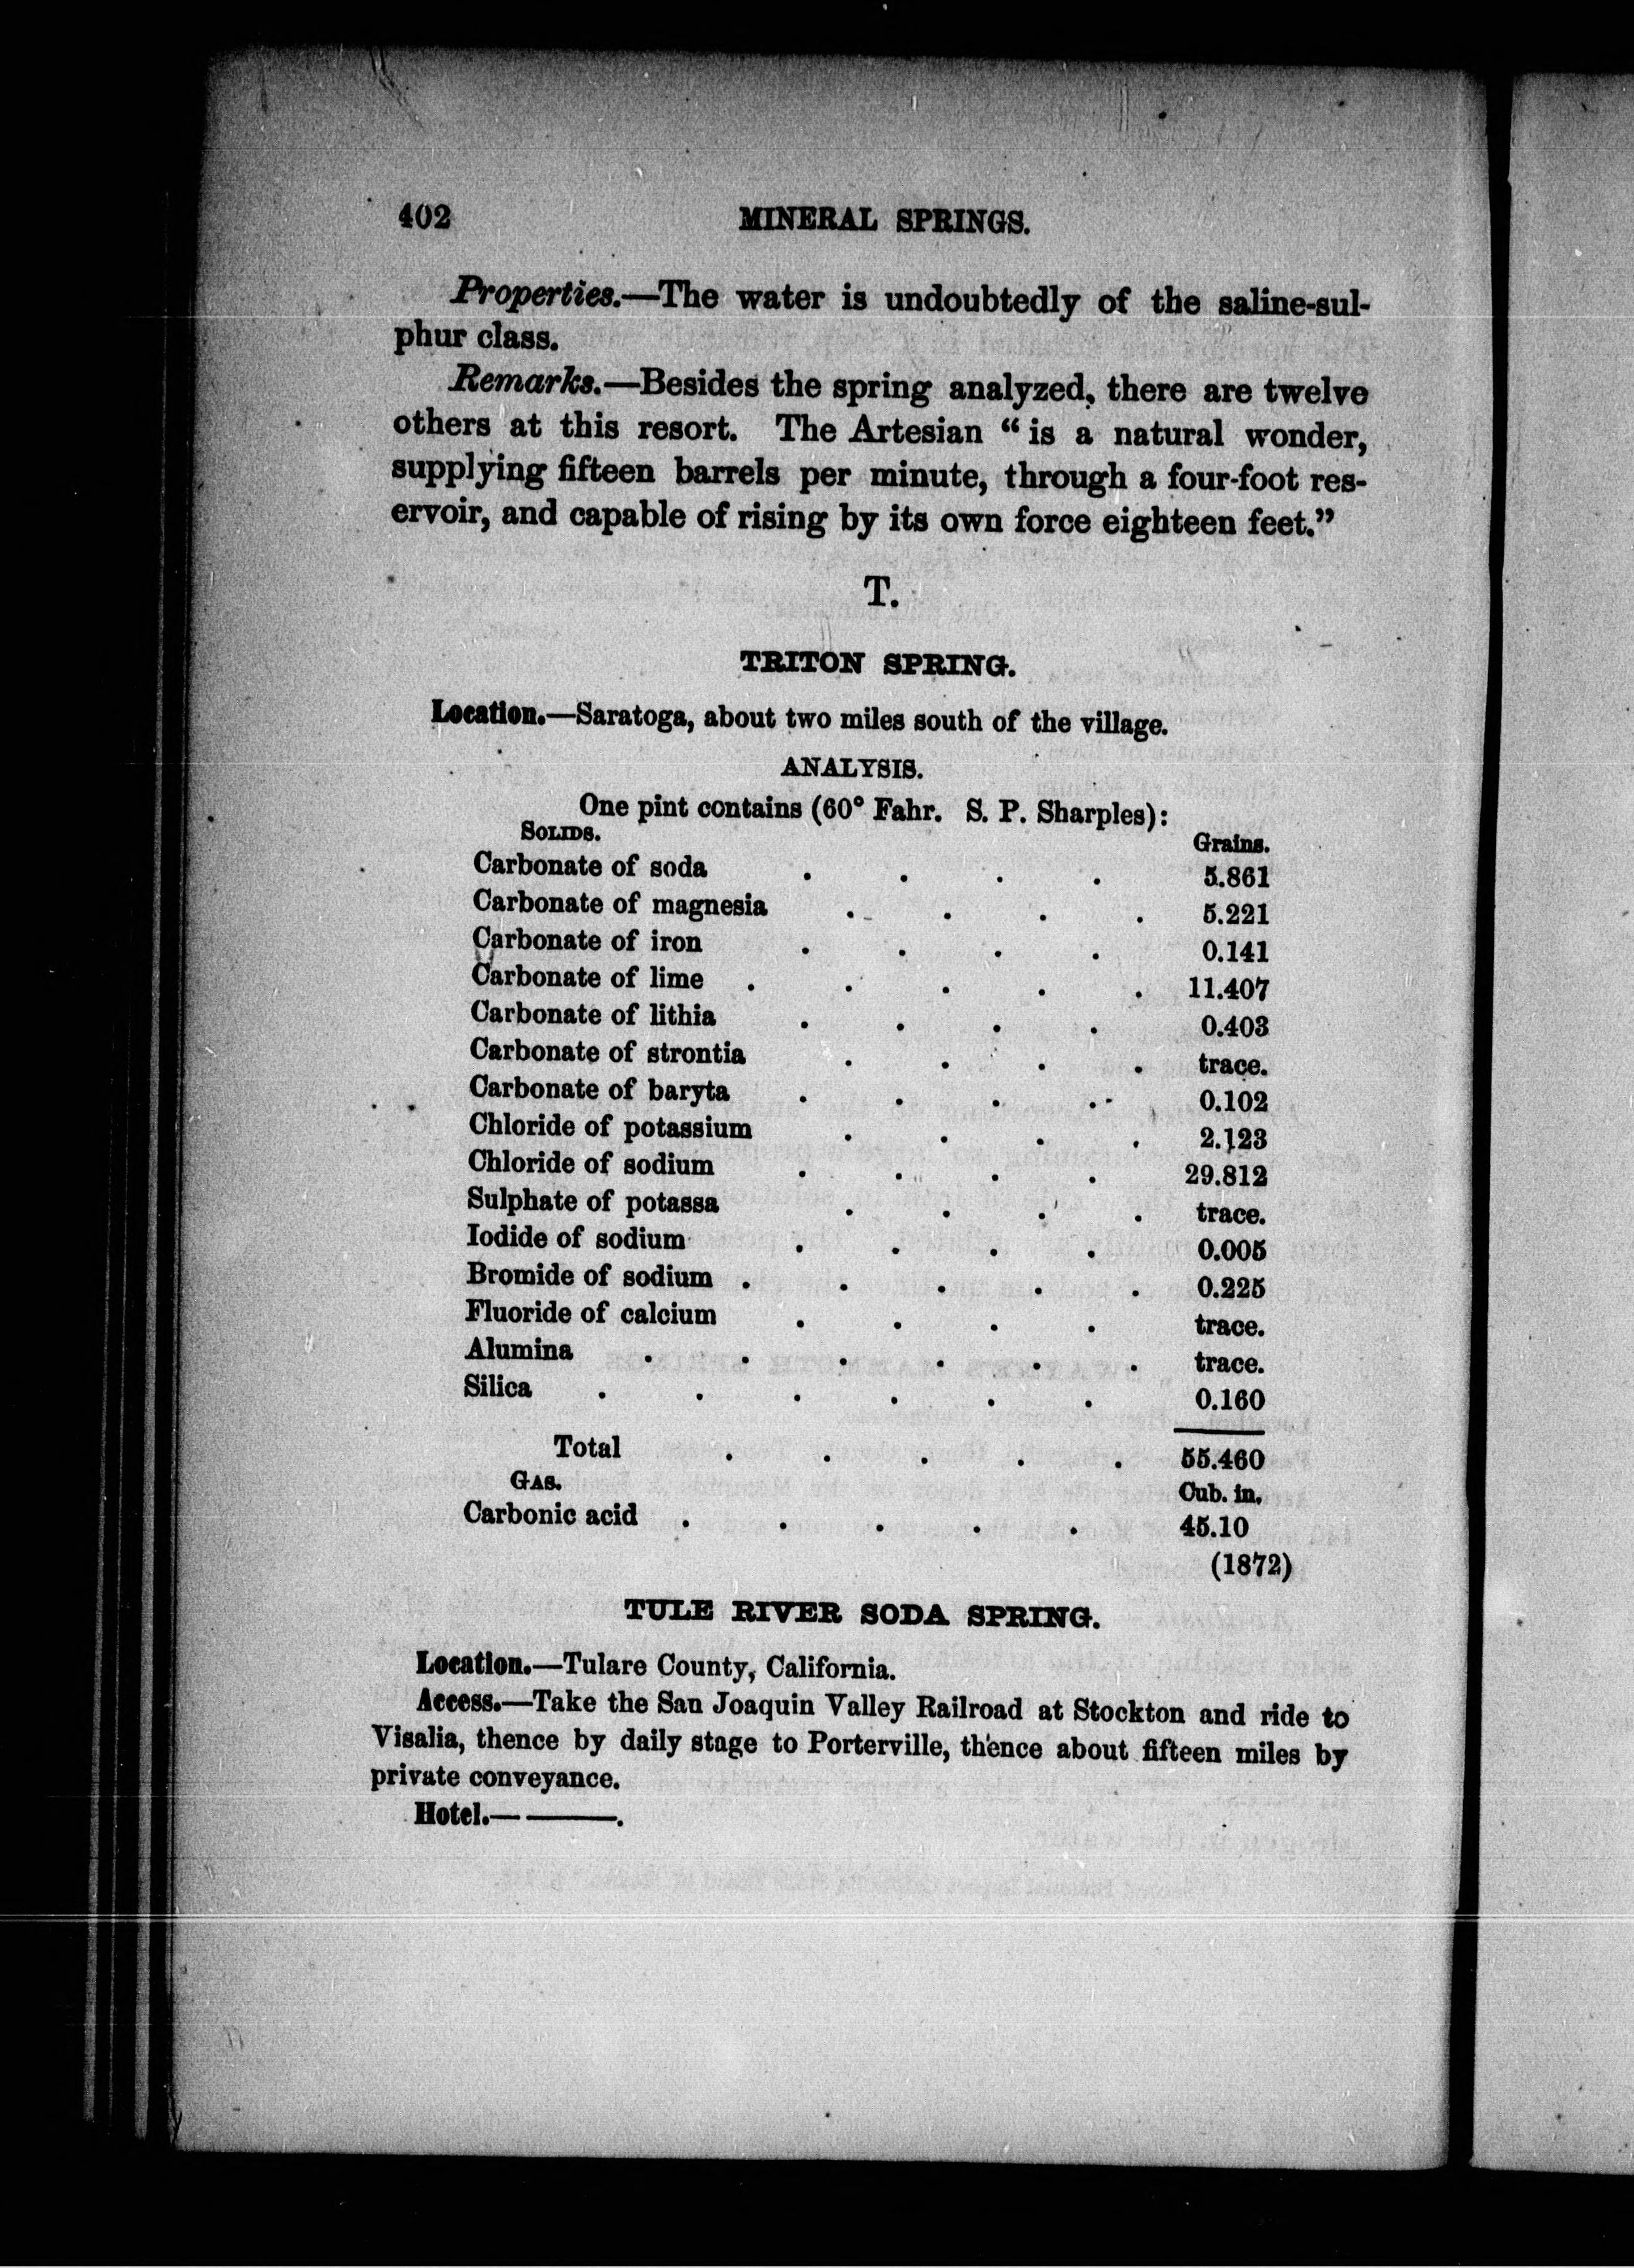 402 MINERAL SPRINGS.
Properties.—The water is undoubtedly of the saline-sul-
phur class.
Remarks.—Besides the spring analyzed, there are twelve
others at this resort. The Artesian “ is a natural wonder,
supplying fifteen barrels per minute, through a four-foot res-
ervoir, and capable of rising by its own force eighteen feet.”
T.
TRITON SPRING.
Location.—Saratoga, about two miles south of the village.
ANALYSIS.
One pint contains (60° Fahr. S. P. Sharples):
SOLIDS. Grains.
Carbonate of soda . . . . 5.861
Carbonate of magnesia . . . . 5.221
Carbonate of iron . . . . 0.141
Carbonate of lime . . . . . 11.407
Carbonate of lithia . . . . 0.403
Carbonate of strontia . . . . trace.
Carbonate of baryta . . . . 0.102
Chloride of potassium . . . . 2.123
Chloride of sodium . . . . 29.812
Sulphate of potassa . . . . trace.
Iodide of sodium . . . . 0.005
Bromide of sodium . . . . . 0.225
Fluoride of calcium . . . . trace.
Alumina . . . . . . trace.
Silica . . . . . . 0.160
Total . . . . . 55.460
GAS. Cub. in.
Carbonic acid . . . . . 45.10
(1872)
TULE RIVER SODA SPRING.
Location.—Tulare County, California.
Access.—Take the San Joaquin Valley Railroad at Stockton and ride to
Visalia, thence by daily stage to Porterville, thence about fifteen miles by
private conveyance.
Hotel.— ———.